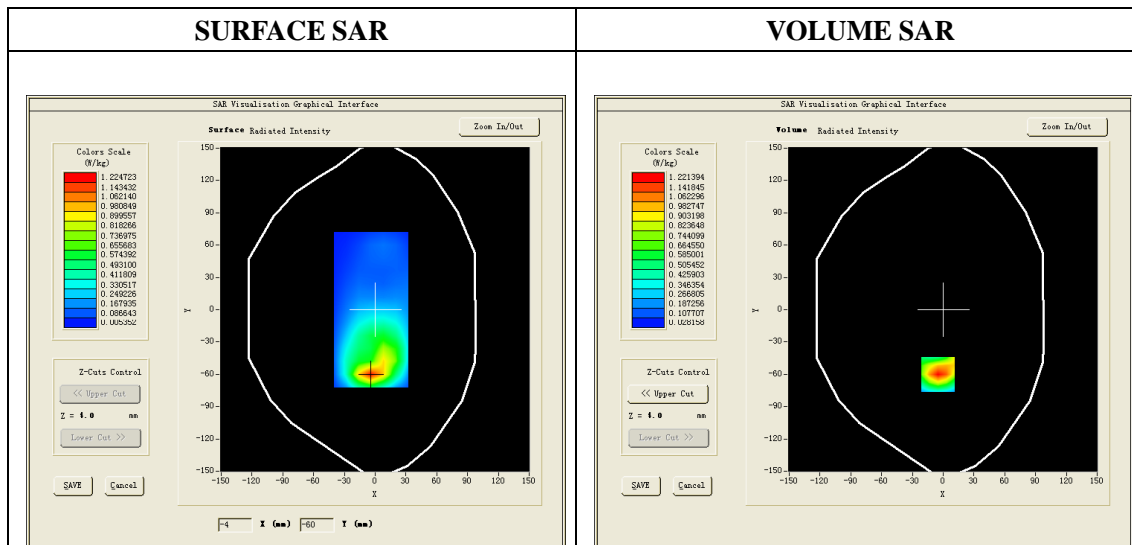 SURFACE SAR
VOLUME SAR
SAR Visualisation Graphical Interface
Surface Radiated Intensity
Zoom In/Out
Colors Scale
(W/kg)
1.224723
1.143432
1.062140
0.980849
0.899557
0.818266
0.736975
0.655683
0.574392
0.493100
0.411809
0.330517
0.249226
0.167935
0.086643
0.005352
150
120
90
60
30
0
-30
-60
-90
-120
-150
Y
-150 -120 -90 -60 -30 0 30 60 90 120 150
X
Z-Cuts Control
<< Upper Cut
Z = 4.0 mm
Lower Cut >>
SAVE Cancel
-4 X (mm) -60 Y (mm)
SAR Visualisation Graphical Interface
Volume Radiated Intensity
Zoom In/Out
Colors Scale
(W/kg)
1.221394
1.141845
1.062296
0.982747
0.903198
0.823648
0.744099
0.664550
0.585001
0.505452
0.425903
0.346354
0.266805
0.187256
0.107707
0.028158
150
120
90
60
30
0
-30
-60
-90
-120
-150
Y
-150 -120 -90 -60 -30 0 30 60 90 120 150
X
Z-Cuts Control
<< Upper Cut
Z = 4.0 mm
Lower Cut >>
SAVE Cancel